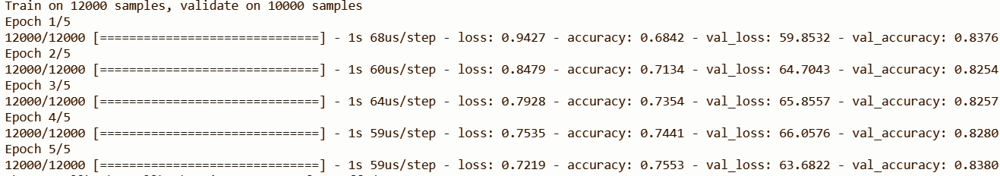 Train on 12000 samples, validate on 10000 samples
Epoch 1/5
12000/12000 [==============================] - 1s 68us/step - loss: 0.9427 - accuracy: 0.6842 - val_loss: 59.8532 - val_accuracy: 0.8376
Epoch 2/5
12000/12000 [==============================] - 1s 60us/step - loss: 0.8479 - accuracy: 0.7134 - val_loss: 64.7043 - val_accuracy: 0.8254
Epoch 3/5
12000/12000 [==============================] - 1s 64us/step - loss: 0.7928 - accuracy: 0.7354 - val_loss: 65.8557 - val_accuracy: 0.8257
Epoch 4/5
12000/12000 [==============================] - 1s 59us/step - loss: 0.7535 - accuracy: 0.7441 - val_loss: 66.0576 - val_accuracy: 0.8280
Epoch 5/5
12000/12000 [==============================] - 1s 59us/step - loss: 0.7219 - accuracy: 0.7553 - val_loss: 63.6822 - val_accuracy: 0.8380